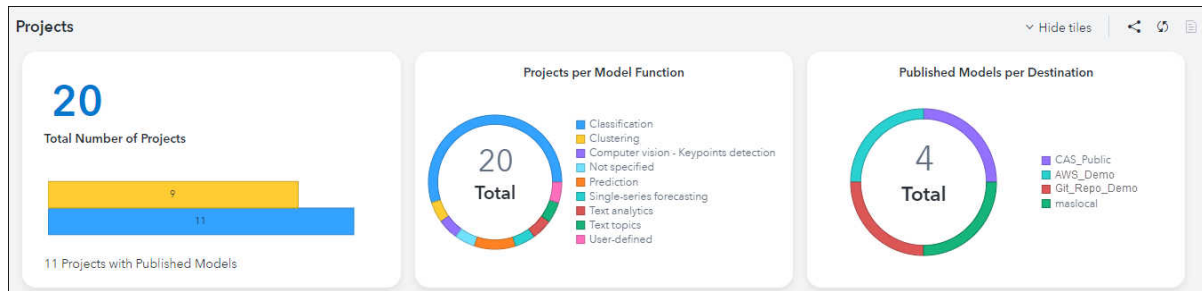 Projects
Hide tiles
20
Total Number of Projects
9
11
11 Projects with Published Models
Projects per Model Function
20
Total
Classification
Clustering
Computer vision - Keypoints detection
Not specified
Prediction
Single-series forecasting
Text analytics
Text topics
User-defined
Published Models per Destination
4
Total
CAS_Public
AWS_Demo
Git_Repo_Demo
maslocal